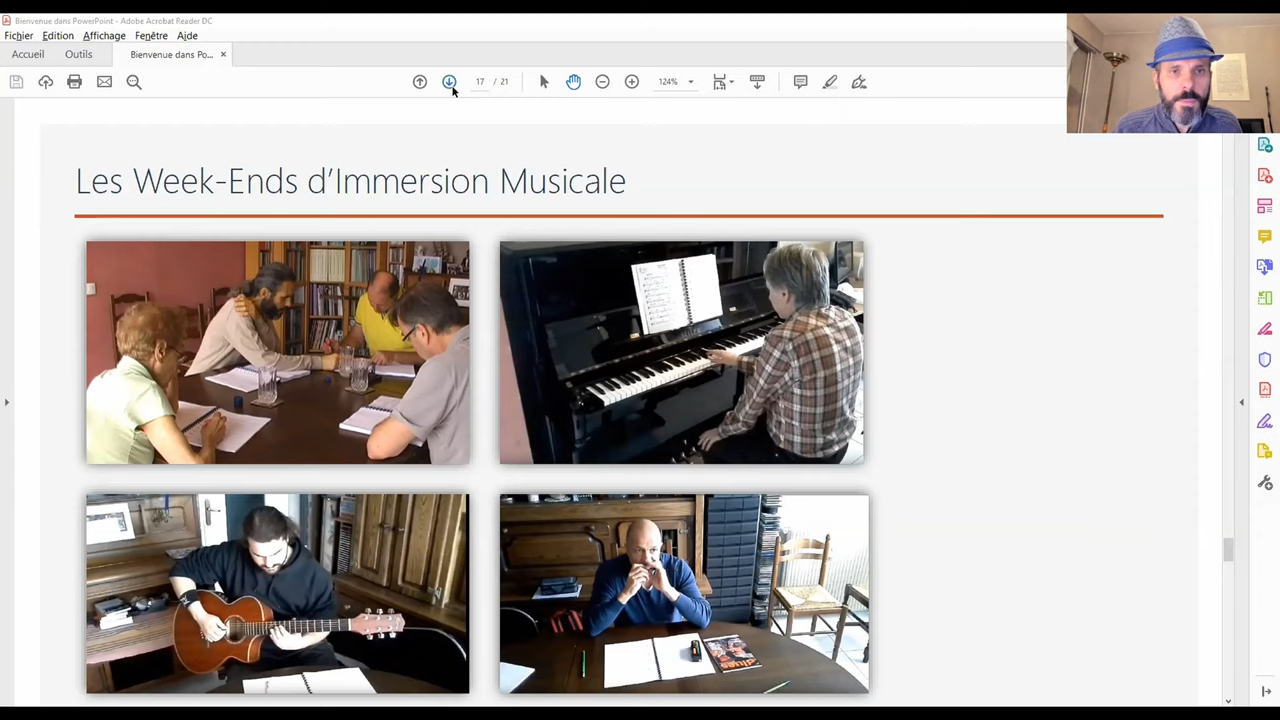 Bienvenue dans PowerPoint - Adobe Acrobat Reader DC
Fichier Edition Affichage Fenêtre Aide
Accueil Outils Bienvenue dans Po... ×
17 / 21 124%
Les Week-Ends d'Immersion Musicale